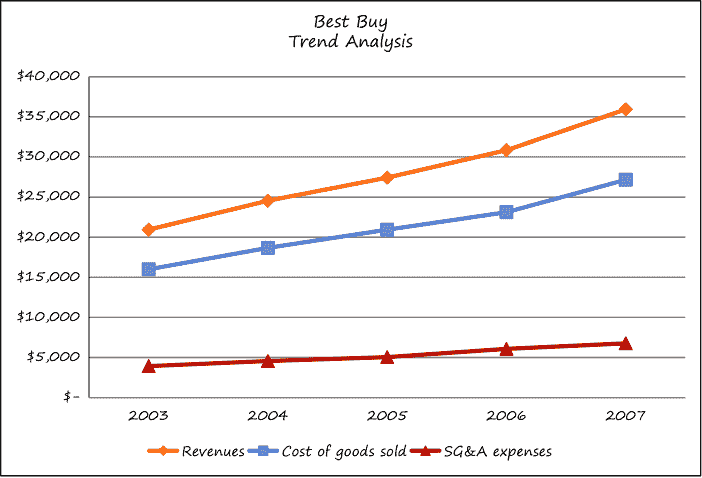 Best Buy
Trend Analysis
$40,000
$35,000
$30,000
$25,000
$20,000
$15,000
$10,000
$5,000
$-
2003 2004 2005 2006 2007
Revenues Cost of goods sold SG&A expenses